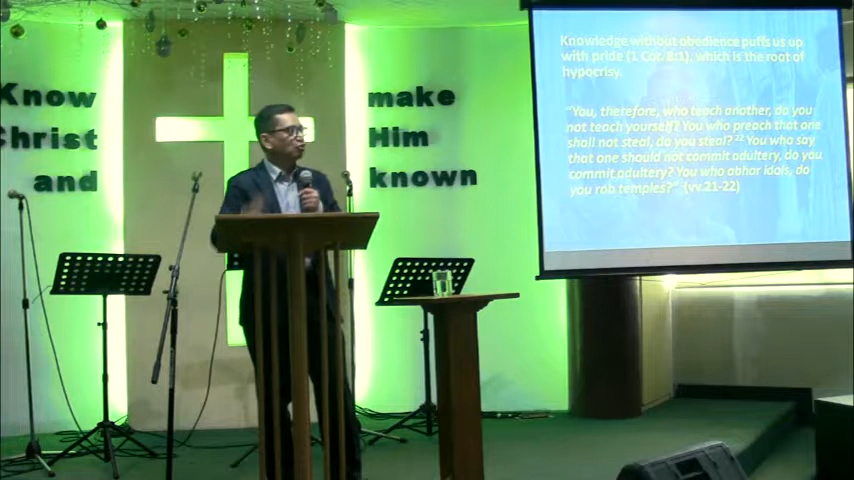 Know
Christ
and
Make
Him
known
Knowledge without obedience puffs us up
with pride (1 Cor. 8:1), which is the root of
hypocrisy.
"You, therefore, who teach another, do you
not teach yourself? You who preach that one
shall not steal, do you steal? 22 You who say
that one should not commit adultery, do you
commit adultery? You who abhor idols, do
you rob temples?" (vv.21-22)